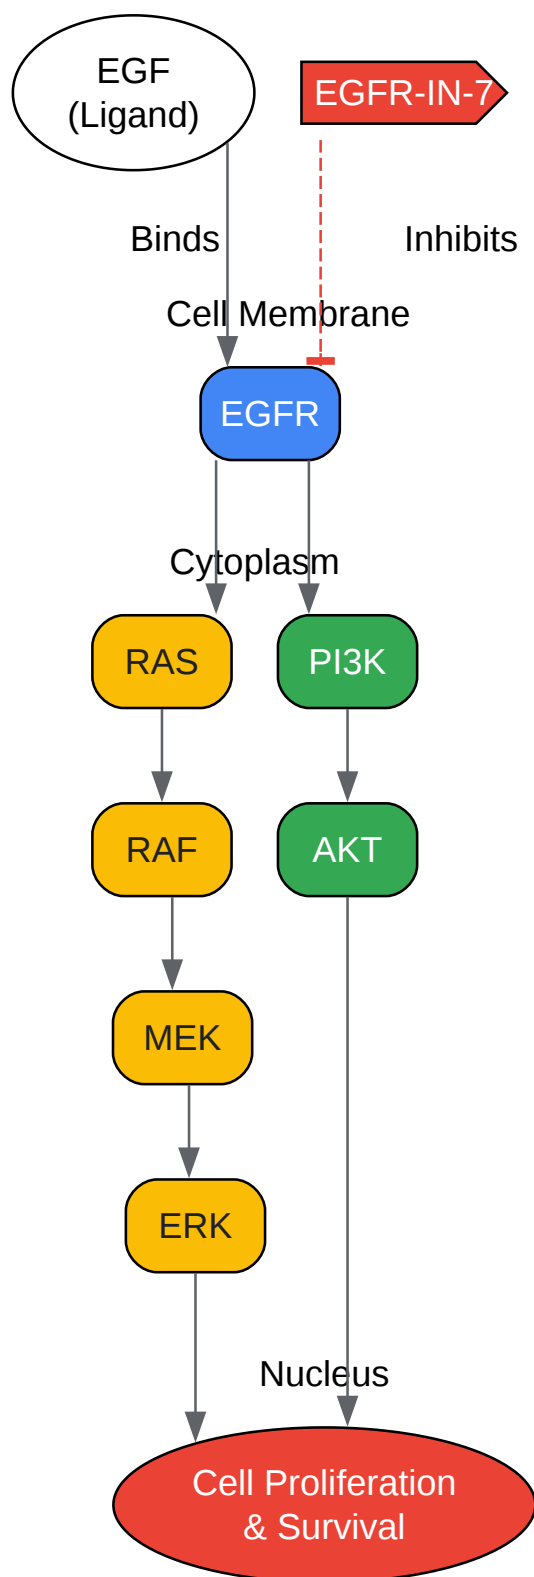 EGF
(Ligand)
EGFR-IN-7
Binds
Inhibits
Cell Membrane
EGFR
Cytoplasm
RAS
PI3K
RAF
AKT
MEK
ERK
Nucleus
Cell Proliferation
& Survival